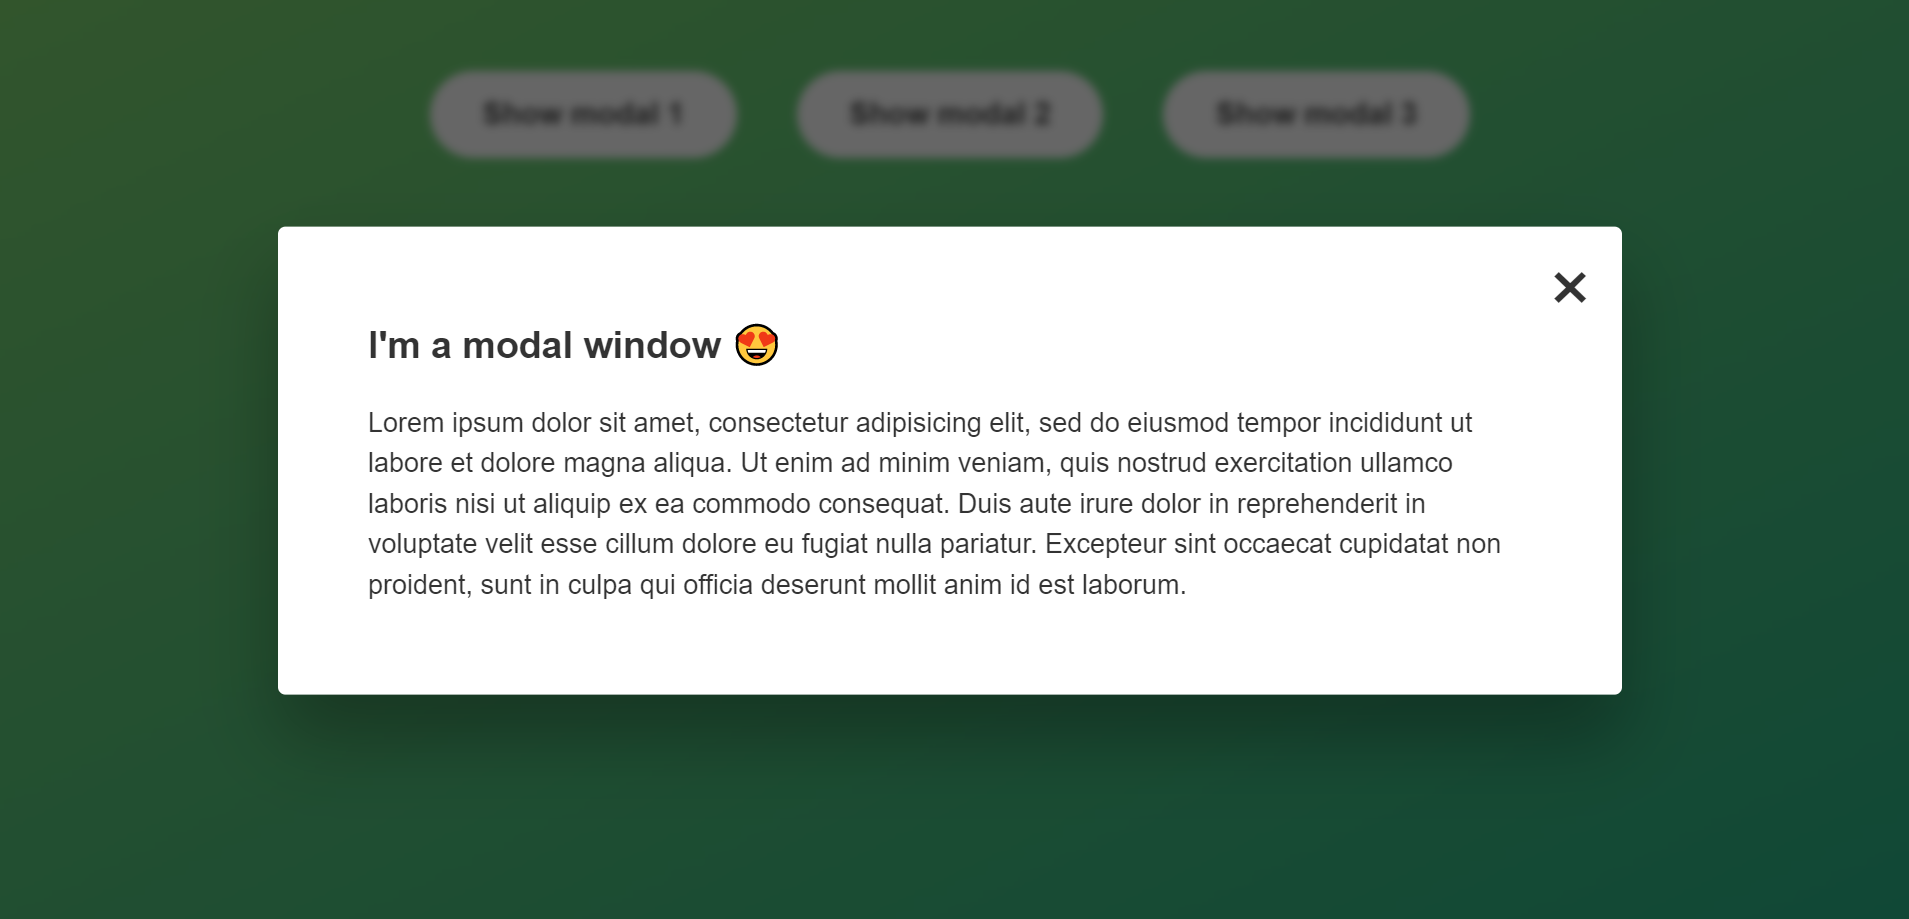 Show modal 1 Show modal 2 Show modal 3
×
I'm a modal window 😍
Lorem ipsum dolor sit amet, consectetur adipisicing elit, sed do eiusmod tempor incididunt ut
labore et dolore magna aliqua. Ut enim ad minim veniam, quis nostrud exercitation ullamco
laboris nisi ut aliquip ex ea commodo consequat. Duis aute irure dolor in reprehenderit in
voluptate velit esse cillum dolore eu fugiat nulla pariatur. Excepteur sint occaecat cupidatat non
proident, sunt in culpa qui officia deserunt mollit anim id est laborum.